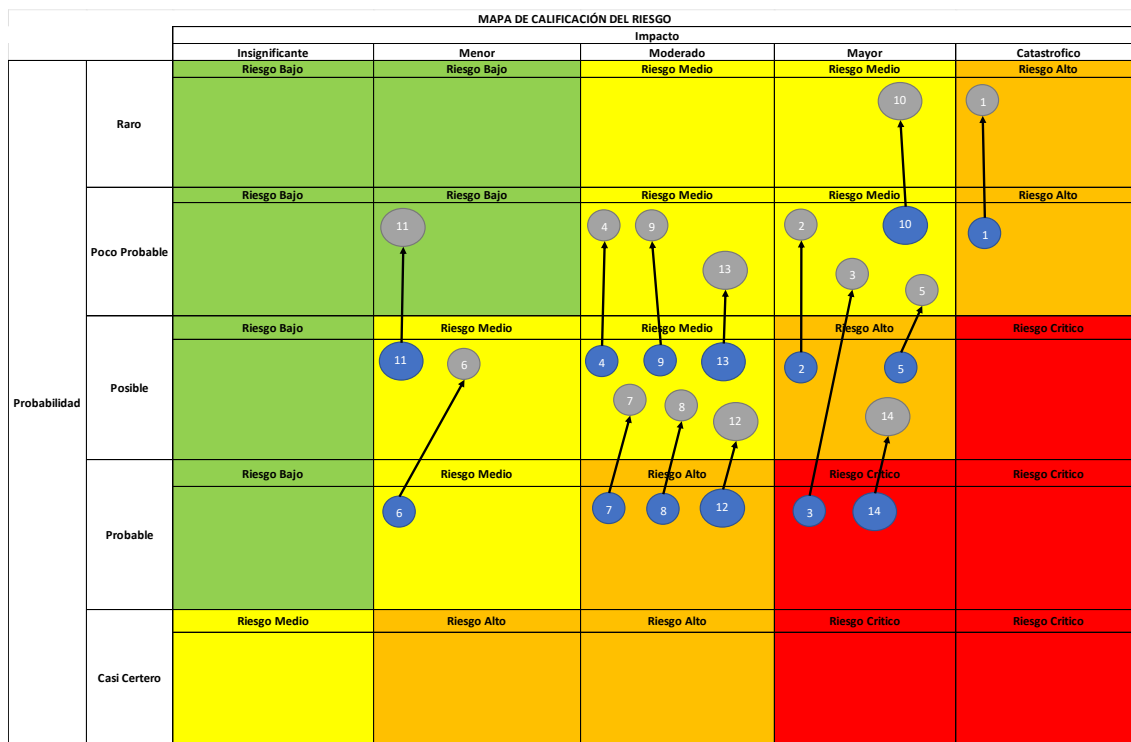 MAPA DE CALIFICACIÓN DEL RIESGO
Impacto
Insignificante Menor Moderado Mayor Catastrofico
Riesgo Bajo Riesgo Bajo Riesgo Medio Riesgo Medio Riesgo Alto
10 1
Raro
Riesgo Bajo Riesgo Bajo Riesgo Medio Riesgo Medio Riesgo Alto
11 4 9 2 10 1
Poco Probable
13 3 5
Riesgo Bajo Riesgo Medio Riesgo Medio Riesgo Alto Riesgo Critico
11 6 4 9 13 2 5
Probabilidad Posible
7 8 12 14
Riesgo Bajo Riesgo Medio Riesgo Alto Riesgo Critico Riesgo Critico
6 7 8 12 3 14
Probable
Riesgo Medio Riesgo Alto Riesgo Alto Riesgo Critico Riesgo Critico
Casi Certero